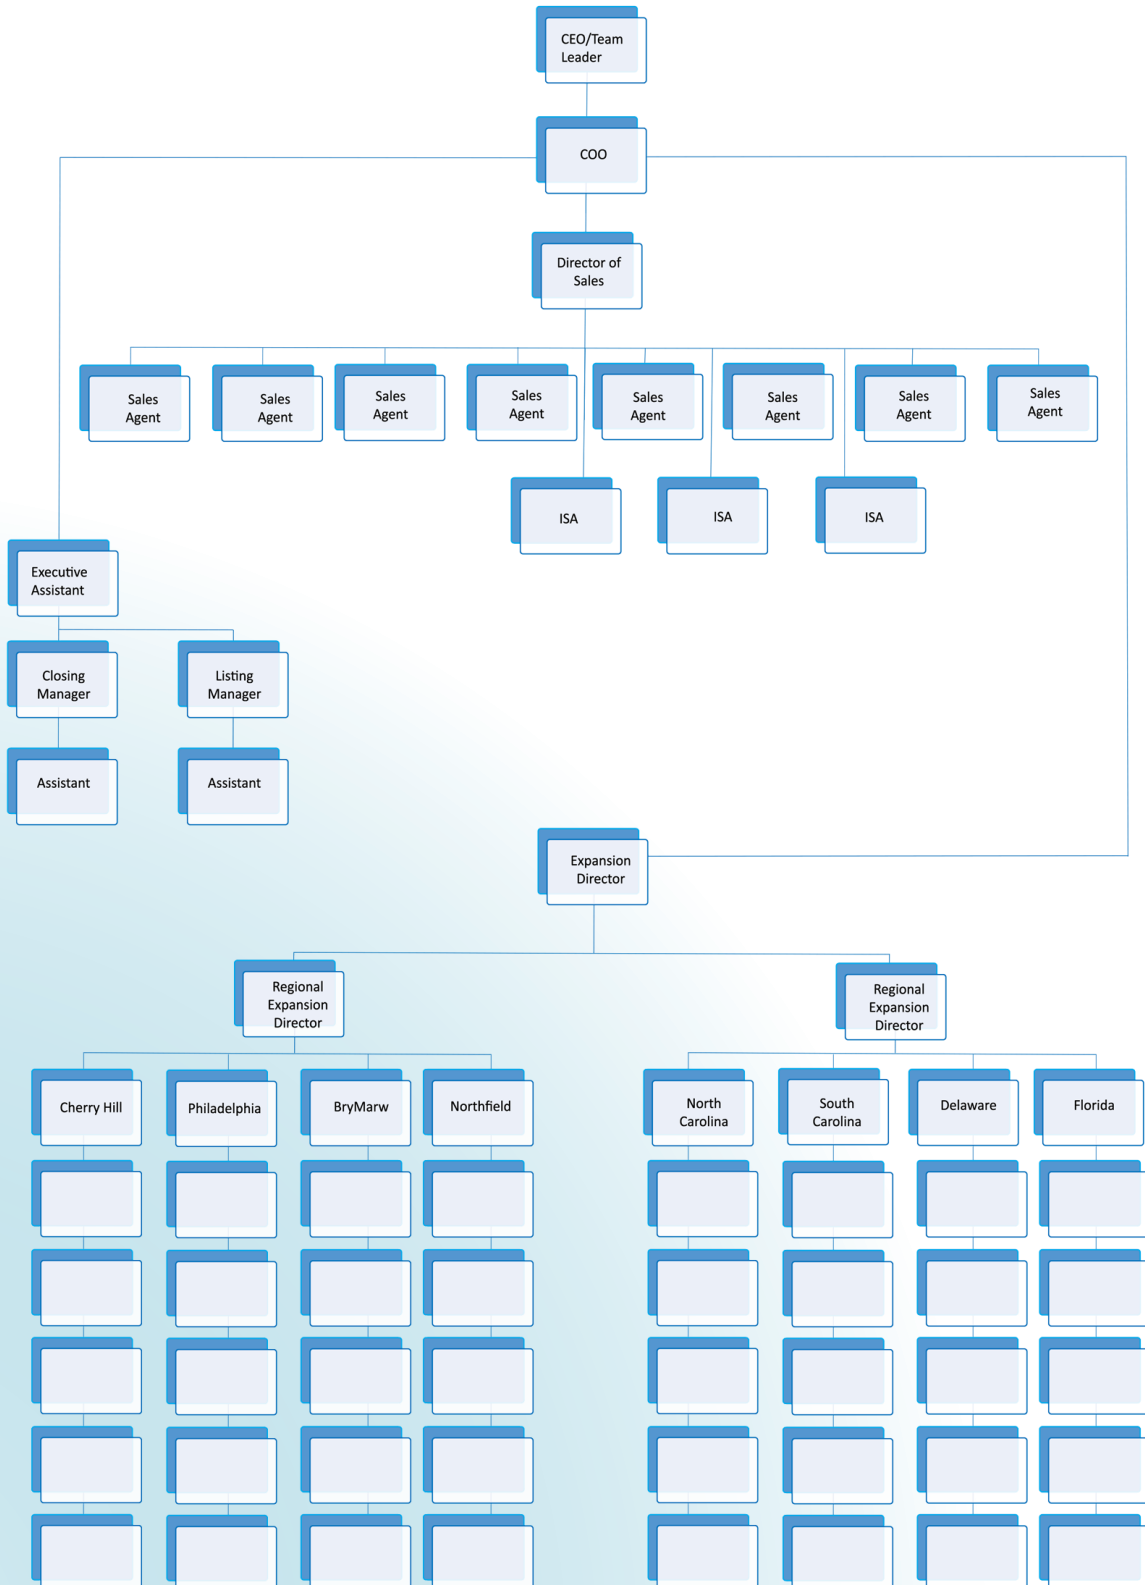 CEO/Team
Leader
COO
Director of
Sales
Sales
Agent
Sales
Agent
Sales
Agent
Sales
Agent
Sales
Agent
Sales
Agent
Sales
Agent
Sales
Agent
ISA
ISA
ISA
Executive
Assistant
Closing
Manager
Listing
Manager
Assistant
Assistant
Expansion
Director
Regional
Expansion
Director
Regional
Expansion
Director
Cherry Hill
Philadelphia
BryMarw
Northfield
North
Carolina
South
Carolina
Delaware
Florida